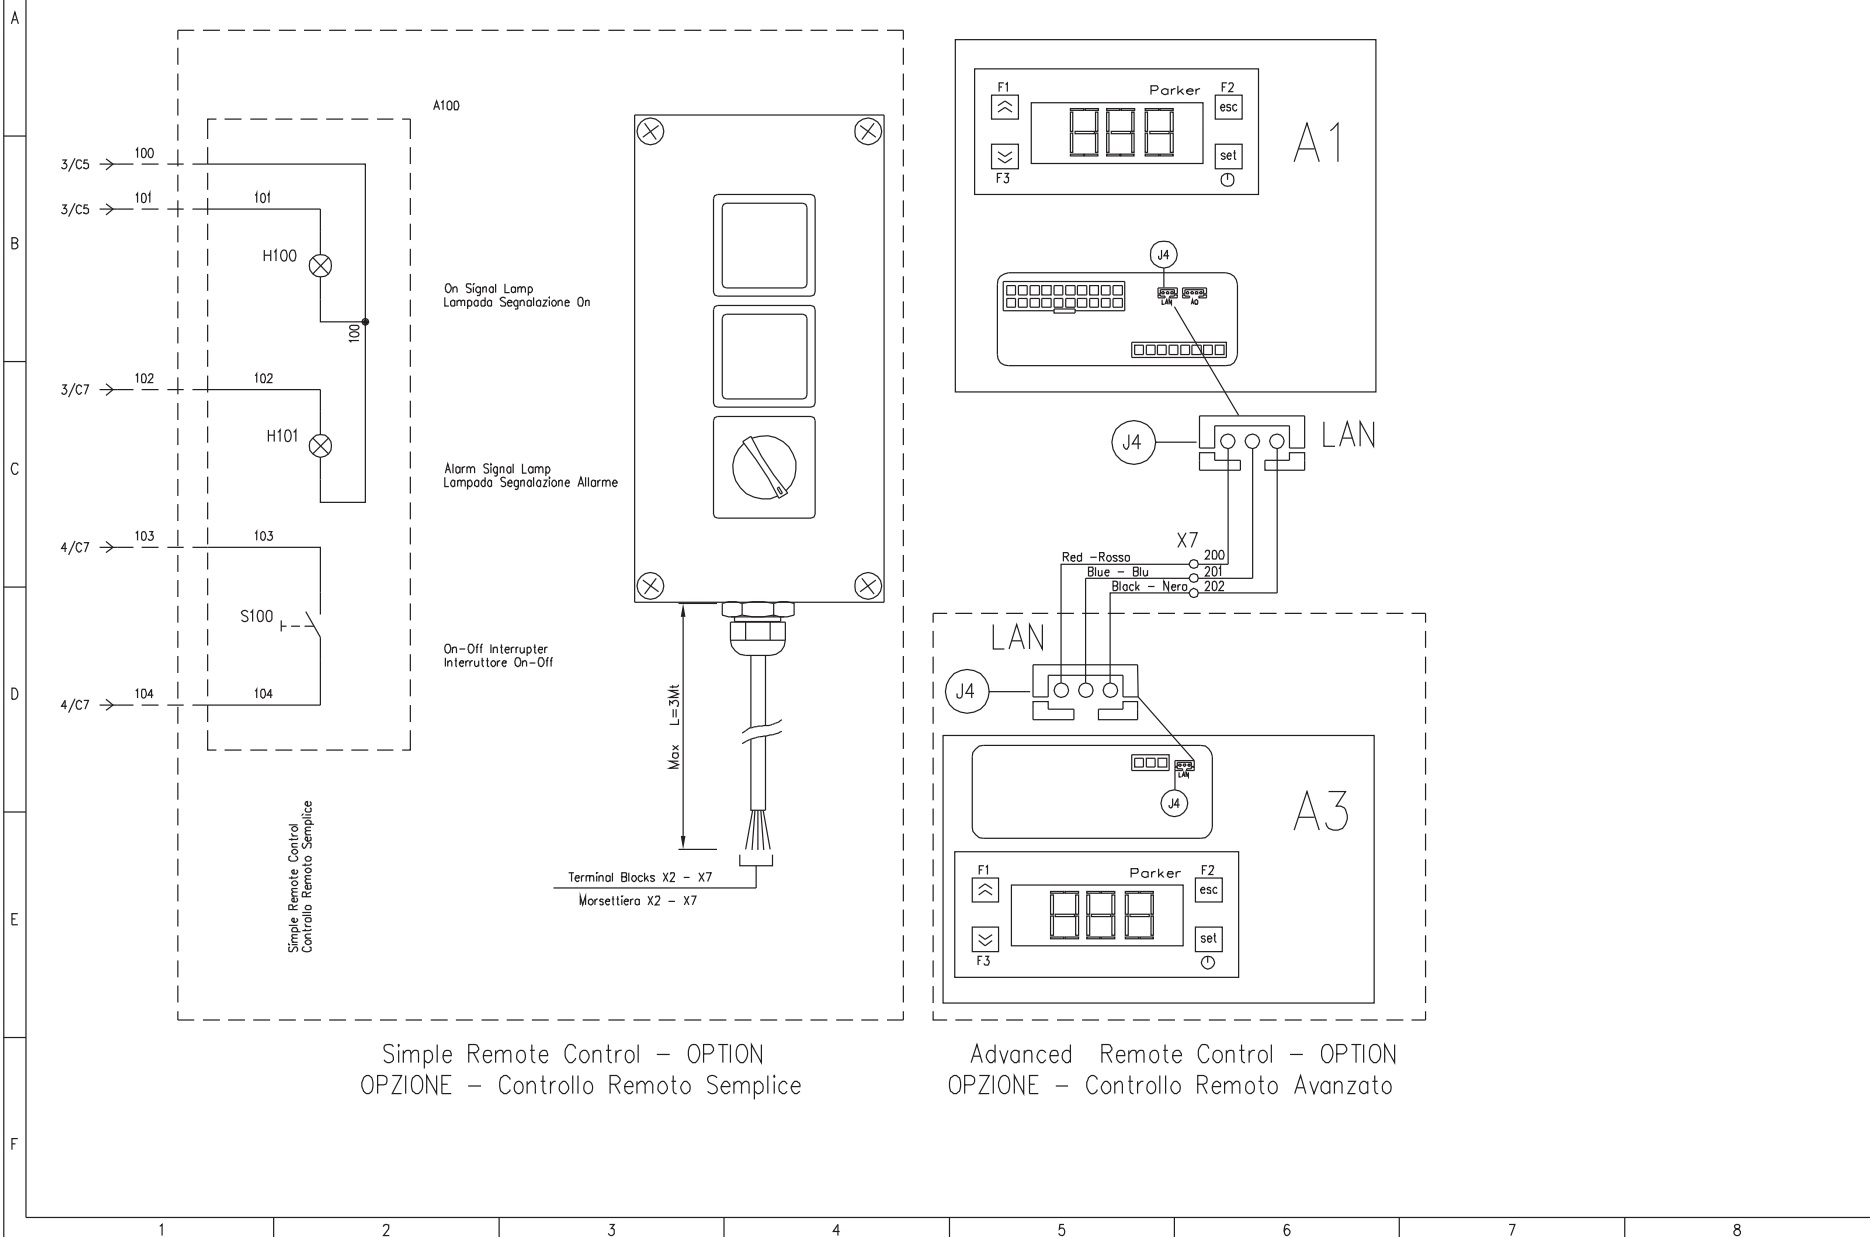 A
B
C
D
E
F
1
2
3
4
5
6
7
8
A100
3/C5
100
3/C5
101
101
H100
100
On Signal Lamp
Lampada Segnalazione On
3/C7
102
102
H101
Alarm Signal Lamp
Lampada Segnalazione Allarme
4/C7
103
103
S100
On-Off Interrupter
Interruttore On-Off
4/C7
104
104
Simple Remote Control
Controllo Remoto Semplice
Max L=3Mt
Terminal Blocks X2 - X7
Morsettiera X2 - X7
Simple Remote Control - OPTION
OPZIONE - Controllo Remoto Semplice
F1
Parker
F2
esc
set
F3
A1
J4
LAN
AO
J4
LAN
X7
Red -Rosso
200
Blue - Blu
201
Black - Nero
202
LAN
J4
LAN
J4
A3
F1
Parker
F2
esc
set
F3
Advanced Remote Control - OPTION
OPZIONE - Controllo Remoto Avanzato